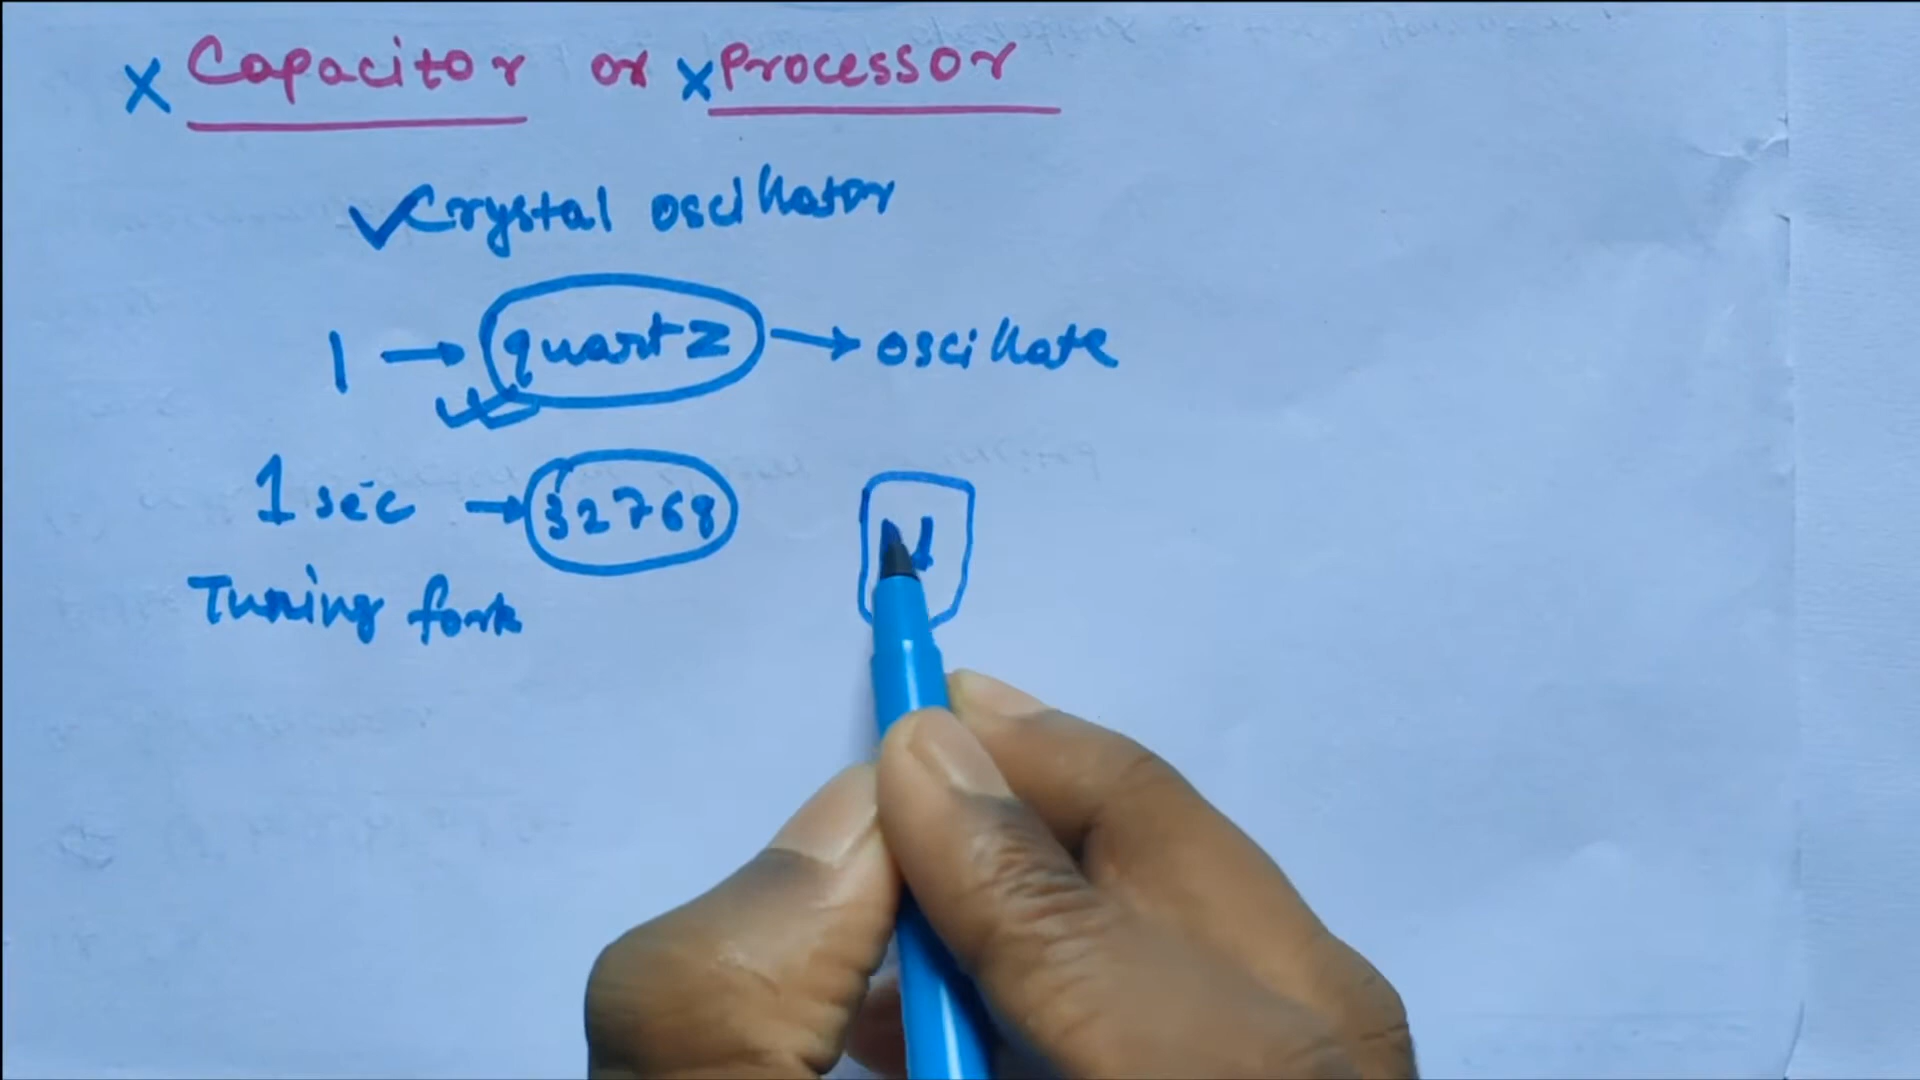 x Capacitor or x Processor
✓ Crystal oscillator
1 → quartz → oscillate
1 sec → 32768
Tuning fork